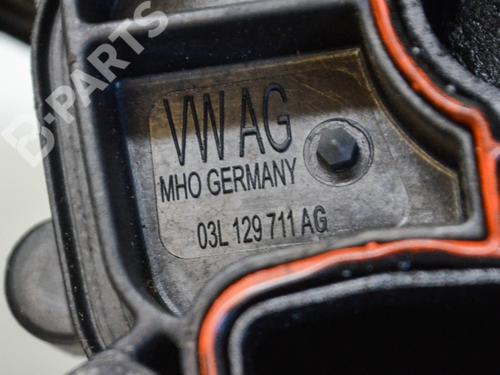 B-PARTS
VW AG
MHO GERMANY
03L 129 711 AG